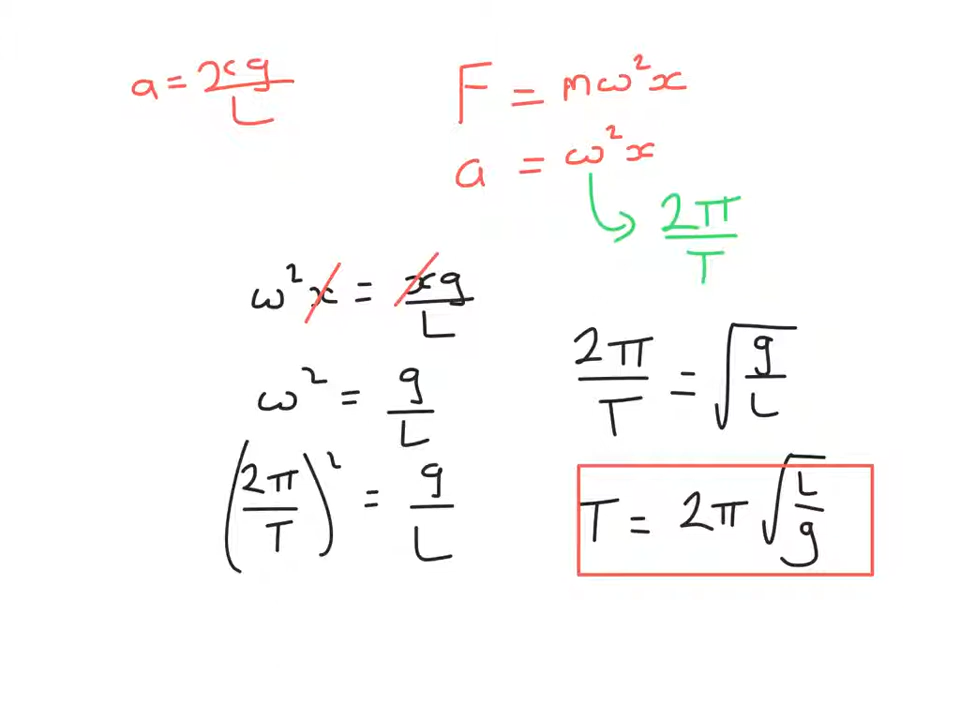 a = xg/L
F = mω²x
a = ω²x
2π/T
ω²x = xg/L
ω² = g/L
(2π/T)² = g/L
2π/T = √(g/L)
T = 2π√(L/g)